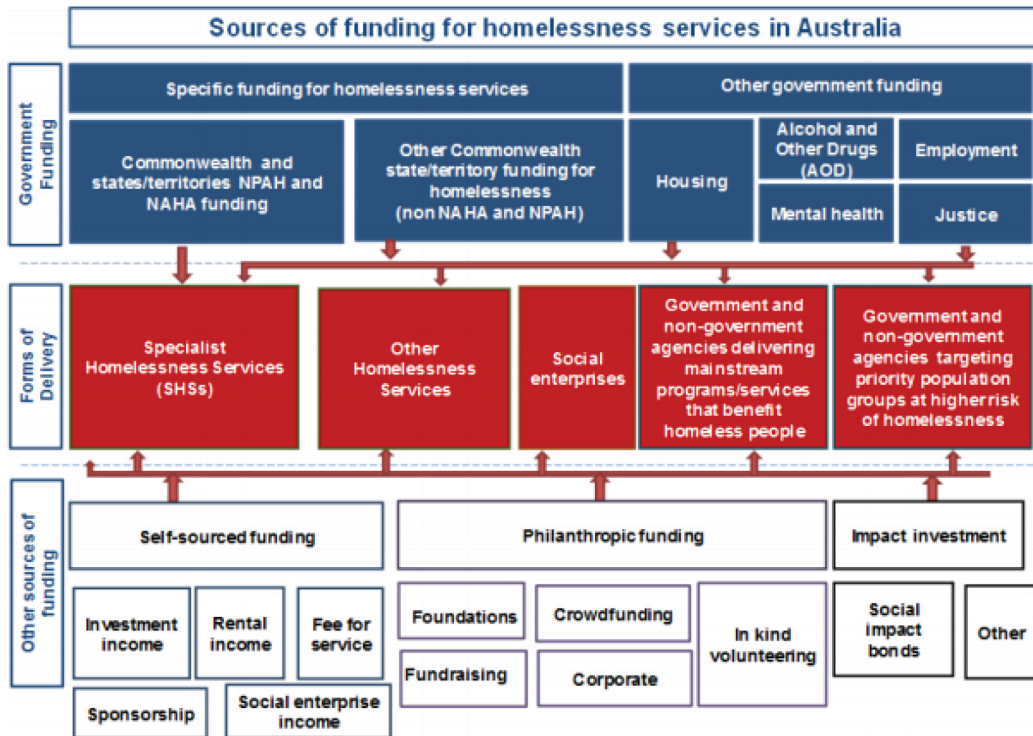 Sources of funding for homelessness services in Australia
Government
Funding
Specific funding for homelessness services
Other government funding
Commonwealth and
states/territories NPAH and
NAHA funding
Other Commonwealth
state/territory funding for
homelessness
(non NAHA and NPAH)
Housing
Alcohol and
Other Drugs
(AOD)
Employment
Mental health
Justice
Forms of
Delivery
Specialist
Homelessness Services
(SHSs)
Other
Homelessness
Services
Social
enterprises
Government and
non-government
agencies delivering
mainstream
programs/services
that benefit
homeless people
Government and
non-government
agencies targeting
priority population
groups at higher risk
of homelessness
Other sources of
funding
Self-sourced funding
Philanthropic funding
Impact investment
Investment
income
Rental
income
Fee for
service
Sponsorship
Social enterprise
income
Foundations
Crowdfunding
Fundraising
Corporate
In kind
volunteering
Social
impact
bonds
Other